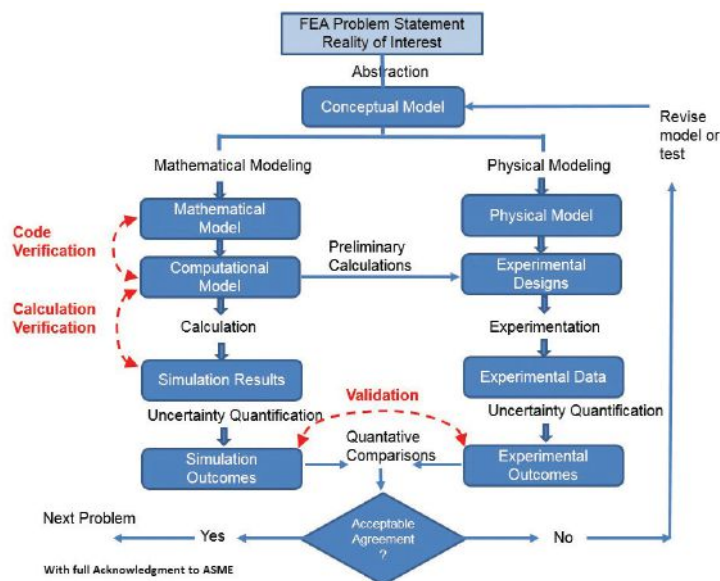 FEA Problem Statement
Reality of Interest
Abstraction
Conceptual Model
Revise
model or
test
Mathematical Modeling
Physical Modeling
Mathematical
Model
Physical Model
Code
Verification
Preliminary
Calculations
Computational
Model
Experimental
Designs
Calculation
Verification
Calculation
Experimentation
Simulation Results
Experimental Data
Validation
Uncertainty Quantification
Uncertainty Quantification
Quantative
Comparisons
Simulation
Outcomes
Experimental
Outcomes
Next Problem
Yes
Acceptable
Agreement
?
No
With full Acknowledgment to ASME